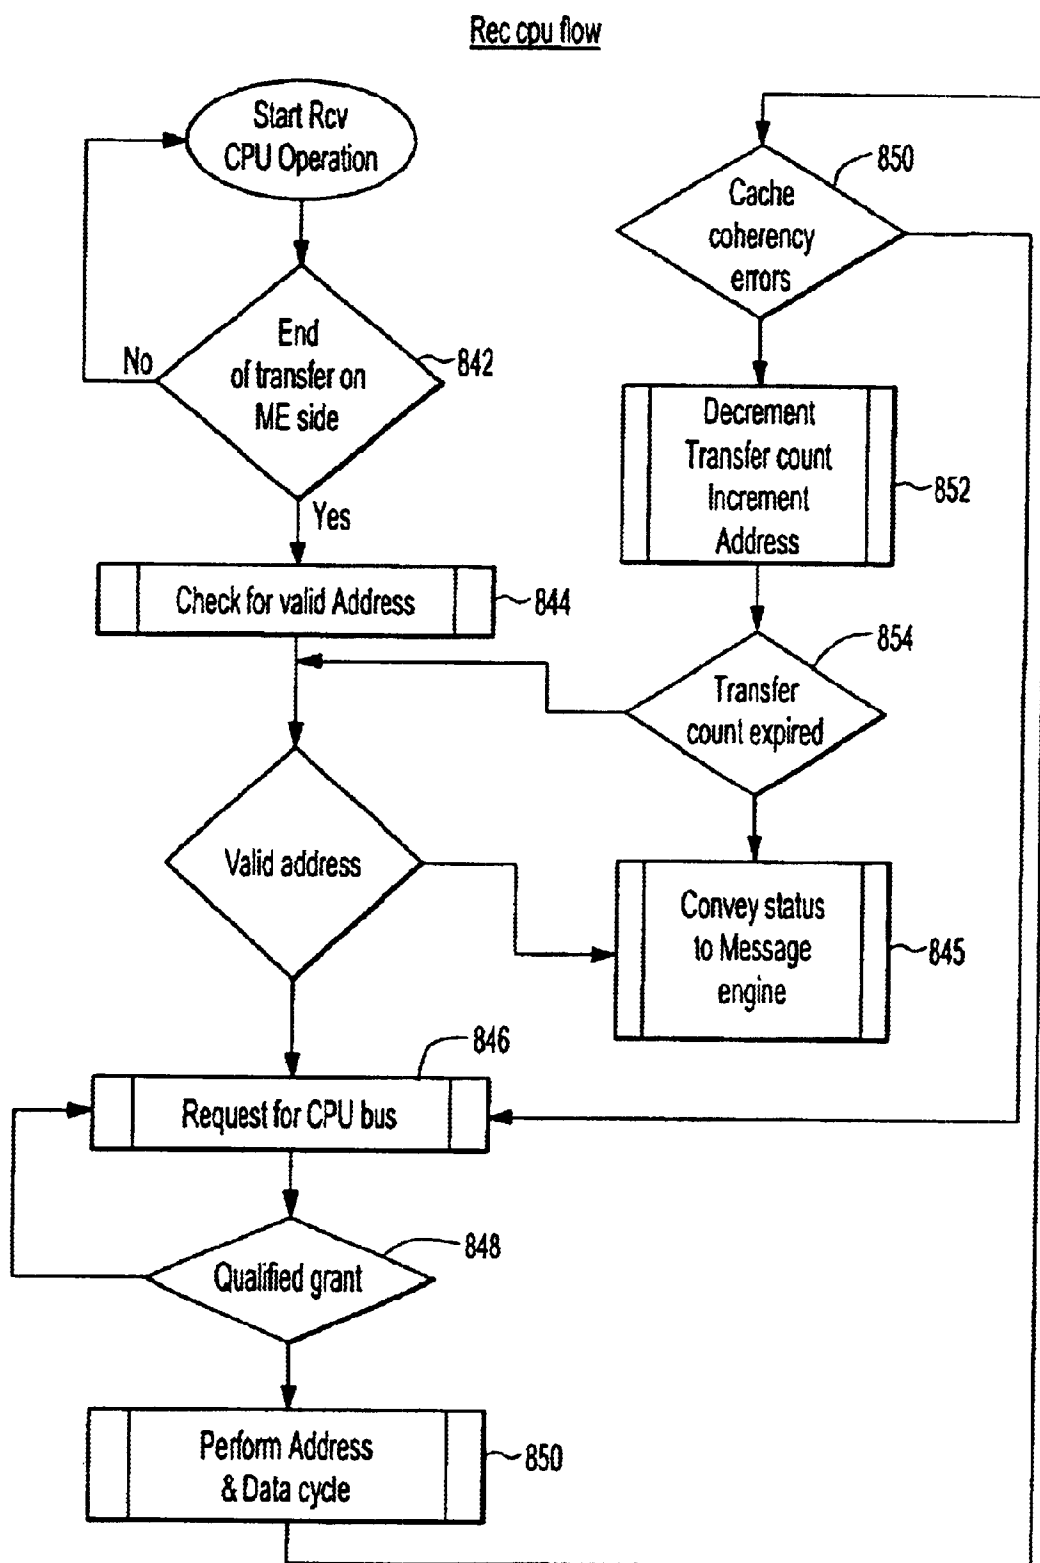 Rec cpu flow
Start Rcv
CPU Operation
End
of transfer on
ME side
842
No
Yes
Check for valid Address
844
Valid address
Request for CPU bus
846
Qualified grant
848
Perform Address
& Data cycle
850
Cache
coherency
errors
850
Decrement
Transfer count
Increment
Address
852
Transfer
count expired
854
Convey status
to Message
engine
845